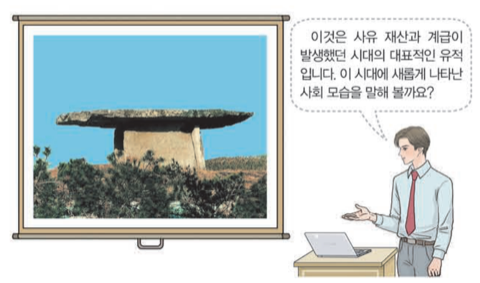 이것은 사유 재산과 계급이
발생했던 시대의 대표적인 유적
입니다. 이 시대에 새롭게 나타난
사회 모습을 말해 볼까요?